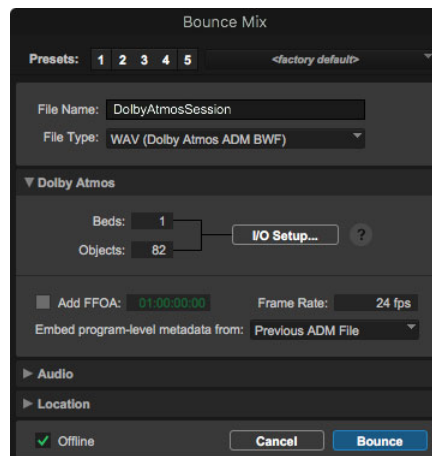 Bounce Mix
Presets: 1 2 3 4 5 <factory default>
File Name: DolbyAtmosSession
File Type: WAV (Dolby Atmos ADM BWF)
Dolby Atmos
Beds: 1
I/O Setup... ?
Objects: 82
Add FFOA: 01:00:00:00 Frame Rate: 24 fps
Embed program-level metadata from: Previous ADM File
Audio
Location
Offline Cancel Bounce